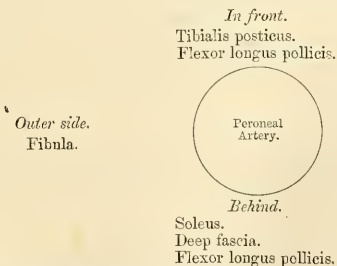 In front.
Tibialis posticus.
Flexor longus pollicis.
Outer side.
Fibula.
Peroneal
Artery.
Behind.
Soleus.
Deep fascia.
Flexor longus pollicis.